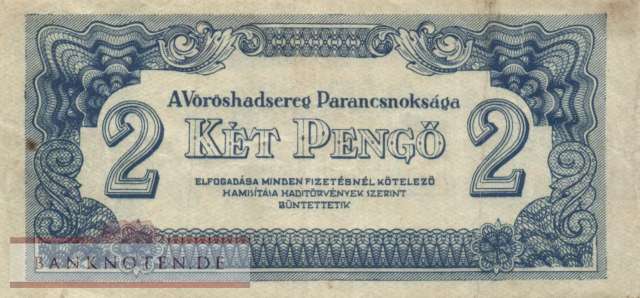 A Vöröshadsereg Parancsnoksága
2 KÉT PENGŐ 2
ELFOGADÁSA MINDEN FIZETÉSNÉL KÖTELEZŐ
HAMISÍTÁSA HADITÖRVÉNYEK SZERINT
BÜNTETTETIK
BANKNOTEN.DE